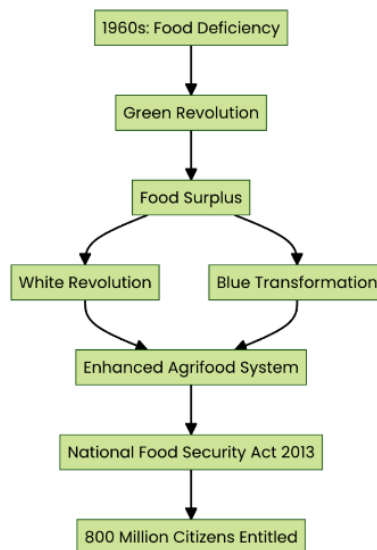 1960s: Food Deficiency
Green Revolution
Food Surplus
White Revolution
Blue Transformation
Enhanced Agrifood System
National Food Security Act 2013
800 Million Citizens Entitled